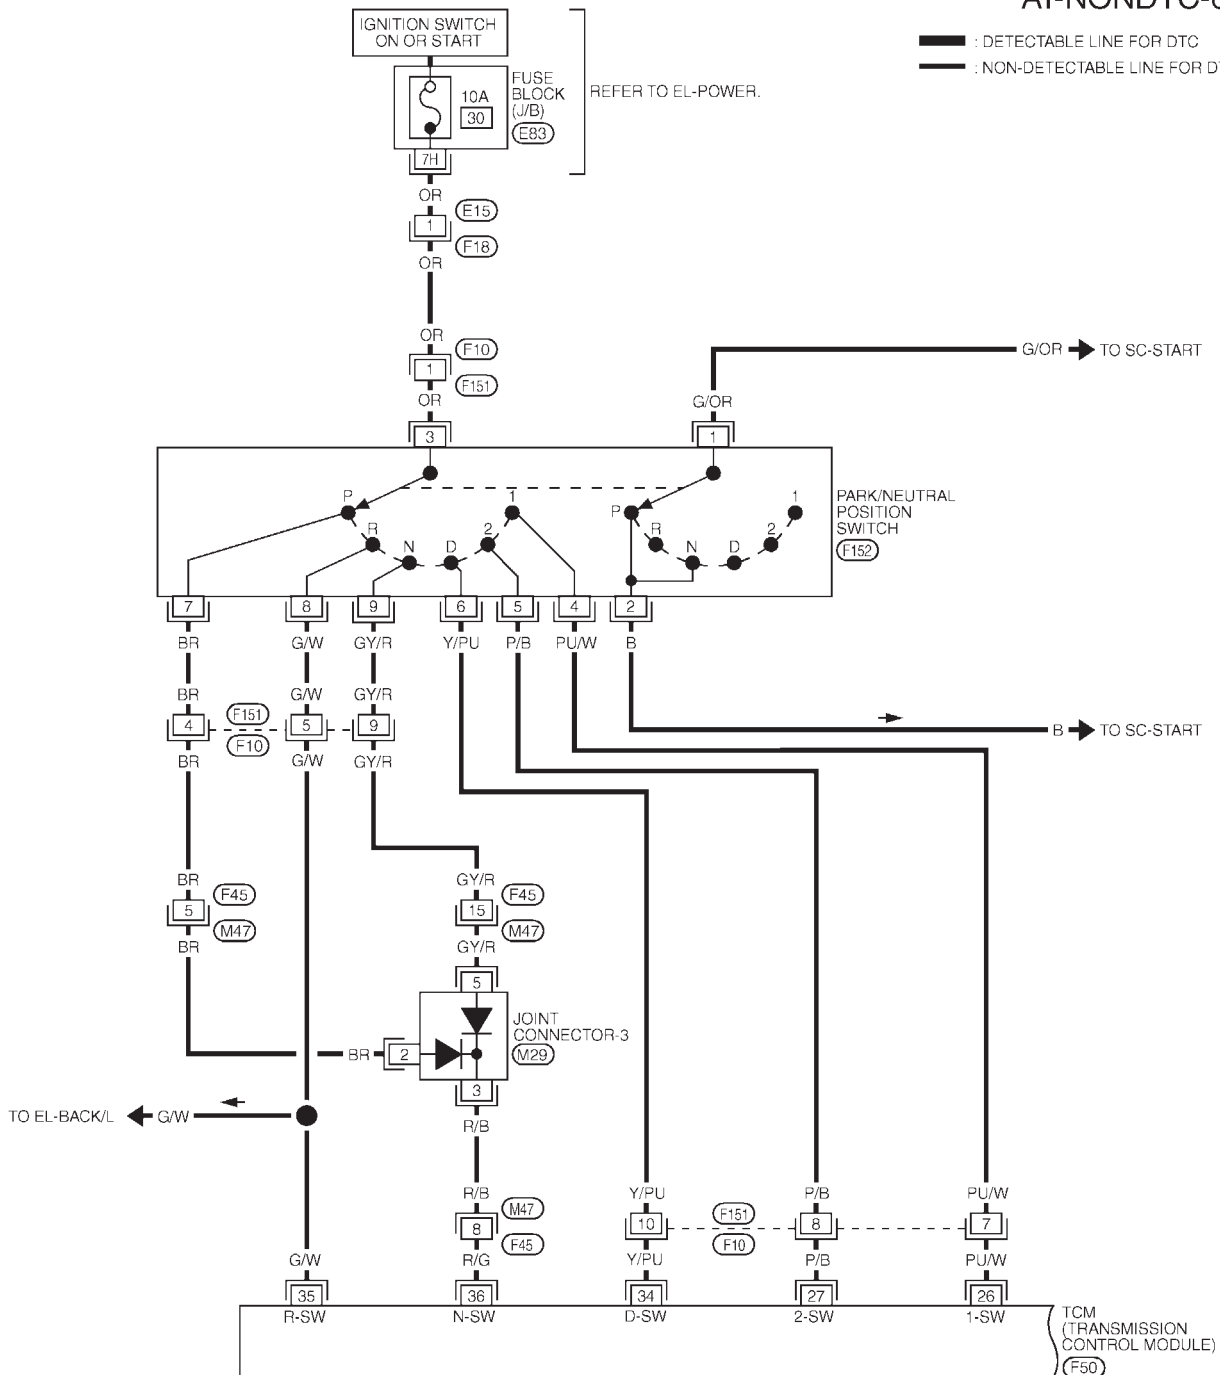 AT-NONDTC-0
: DETECTABLE LINE FOR DTC
: NON-DETECTABLE LINE FOR DT
IGNITION SWITCH
ON OR START
FUSE
BLOCK
(J/B)
E83
10A
30
REFER TO EL-POWER.
7H
OR
E15
1
F18
OR
OR
F10
1
F151
OR
3
G/OR
TO SC-START
G/OR
1
P
R
N
D
2
1
P
R
N
D
2
1
PARK/NEUTRAL
POSITION
SWITCH
F152
7
8
9
6
5
4
2
BR
G/W
GY/R
Y/PU
P/B
PU/W
B
BR
G/W
GY/R
4
F151
5
9
F10
BR
G/W
GY/R
B
TO SC-START
BR
F45
5
M47
BR
GY/R
F45
15
M47
GY/R
5
JOINT
CONNECTOR-3
M29
BR
2
3
TO EL-BACK/L
G/W
R/B
R/B
M47
8
F45
R/G
Y/PU
P/B
PU/W
10
F151
8
7
F10
G/W
Y/PU
P/B
PU/W
35
36
34
27
26
R-SW
N-SW
D-SW
2-SW
1-SW
TCM
(TRANSMISSION
CONTROL MODULE)
F50